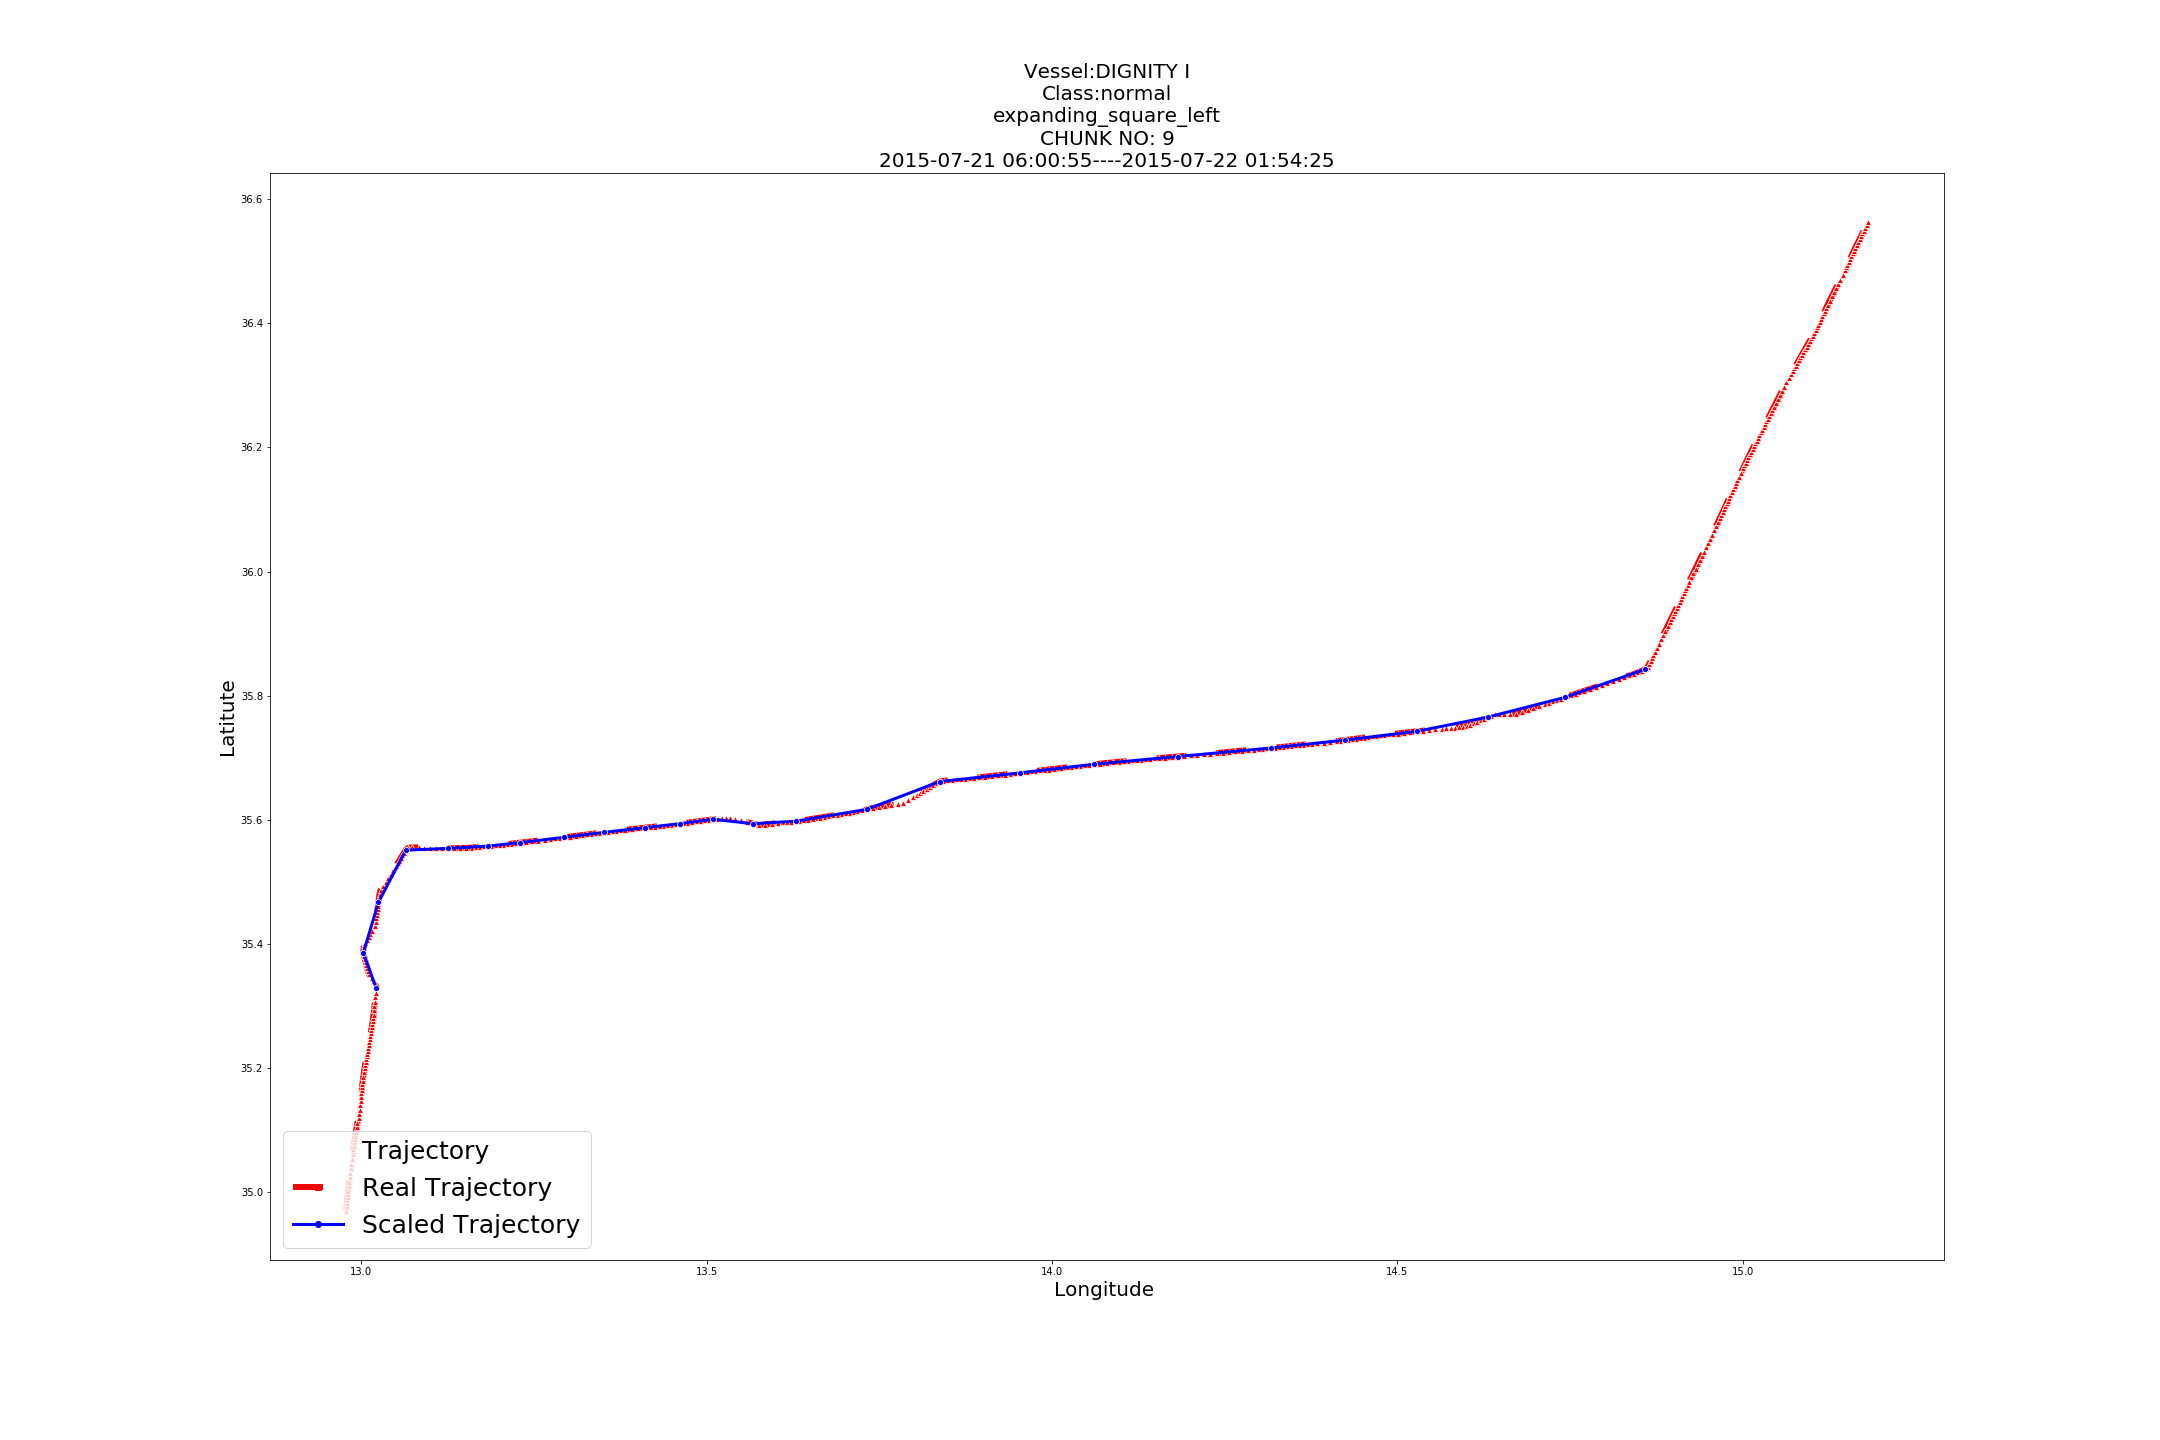 Vessel:DIGNITY I
Class:normal
expanding_square_left
CHUNK NO: 9
2015-07-21 06:00:55----2015-07-22 01:54:25
36.6
36.4
36.2
36.0
35.8
35.6
35.4
35.2
35.0
Latitute
Trajectory
Real Trajectory
Scaled Trajectory
13.0
13.5
14.0
14.5
15.0
Longitude